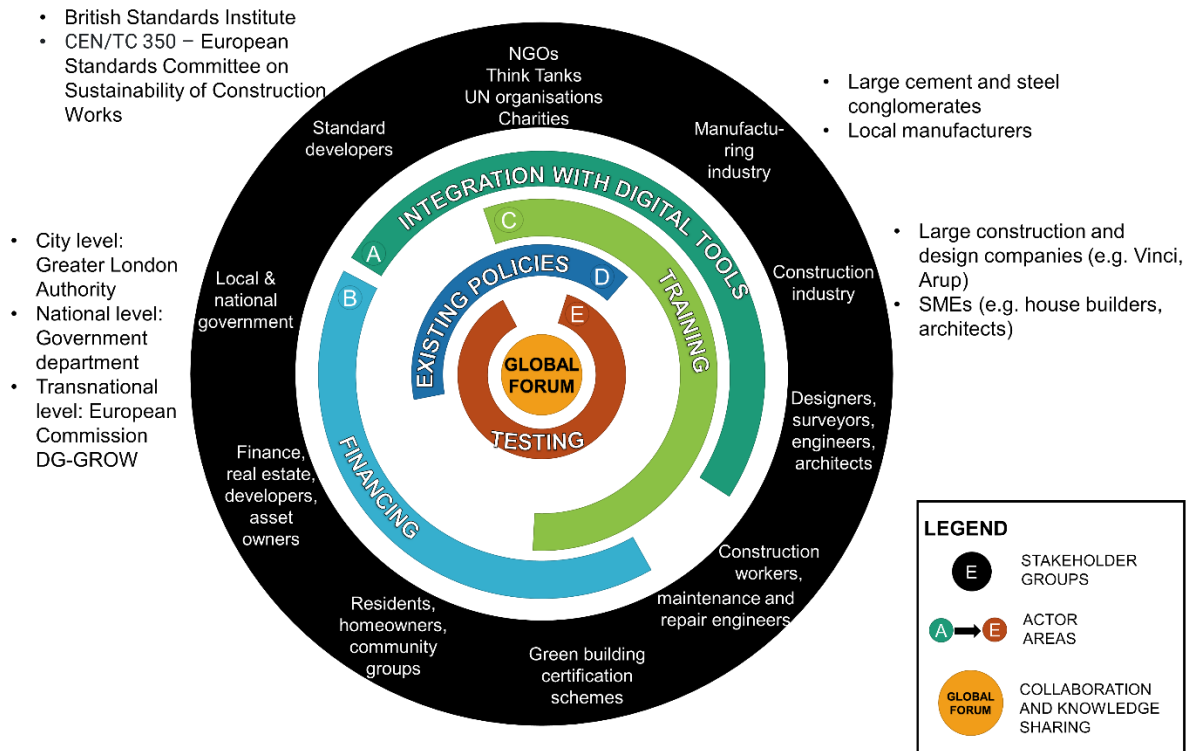 • British Standards Institute
• CEN/TC 350 – European
Standards Committee on
Sustainability of Construction
Works
NGOs
Think Tanks
UN organisations
Charities
Standard
developers
Manufactu-
ring
industry
• Large cement and steel
conglomerates
• Local manufacturers
INTEGRATION WITH DIGITAL TOOLS
A
C
TRAINING
EXISTING POLICIES
D
B
FINANCING
E
TESTING
GLOBAL
FORUM
• City level:
Greater London
Authority
• National level:
Government
department
• Transnational
level: European
Commission
DG-GROW
Local &
national
government
Construction
industry
• Large construction and
design companies (e.g. Vinci,
Arup)
• SMEs (e.g. house builders,
architects)
Designers,
surveyors,
engineers,
architects
Finance,
real estate,
developers,
asset
owners
Residents,
homeowners,
community
groups
Green building
certification
schemes
Construction
workers,
maintenance and
repair engineers
LEGEND
E
STAKEHOLDER
GROUPS
A
E
ACTOR
AREAS
GLOBAL
FORUM
COLLABORATION
AND KNOWLEDGE
SHARING